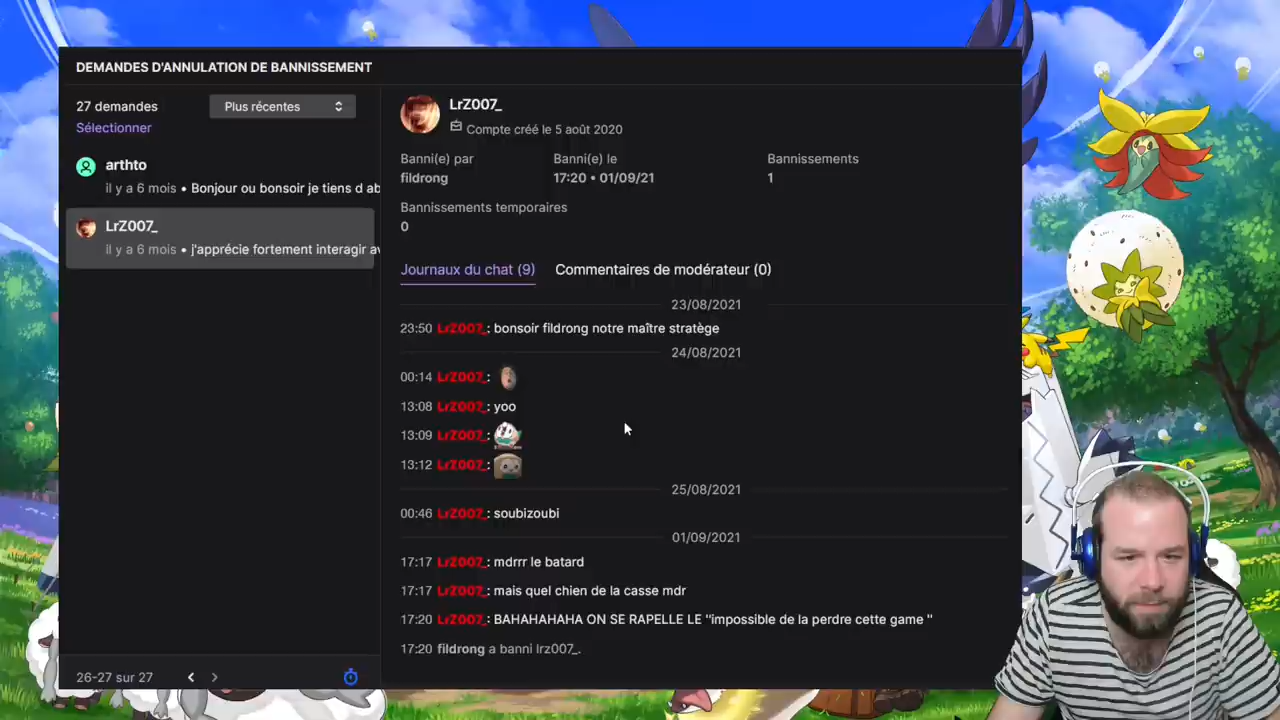 DEMANDES D'ANNULATION DE BANNISSEMENT
27 demandes
Plus récentes
Sélectionner
arthto
il y a 6 mois • Bonjour ou bonsoir je tiens d ab
LrZ007_
il y a 6 mois • j'apprécie fortement interagir av
26-27 sur 27
LrZ007_
Compte créé le 5 août 2020
Banni(e) par
fildrong
Banni(e) le
17:20 • 01/09/21
Bannissements
1
Bannissements temporaires
0
Journaux du chat (9)
Commentaires de modérateur (0)
23/08/2021
23:50 LrZ007_: bonsoir fildrong notre maître stratège
24/08/2021
00:14 LrZ007_:
13:08 LrZ007_: yoo
13:09 LrZ007_:
13:12 LrZ007_:
25/08/2021
00:46 LrZ007_: soubizoubi
01/09/2021
17:17 LrZ007_: mdrrr le batard
17:17 LrZ007_: mais quel chien de la casse mdr
17:20 LrZ007_: BAHAHAHAHA ON SE RAPELLE LE ''impossible de la perdre cette game ''
17:20 fildrong a banni lrz007_.